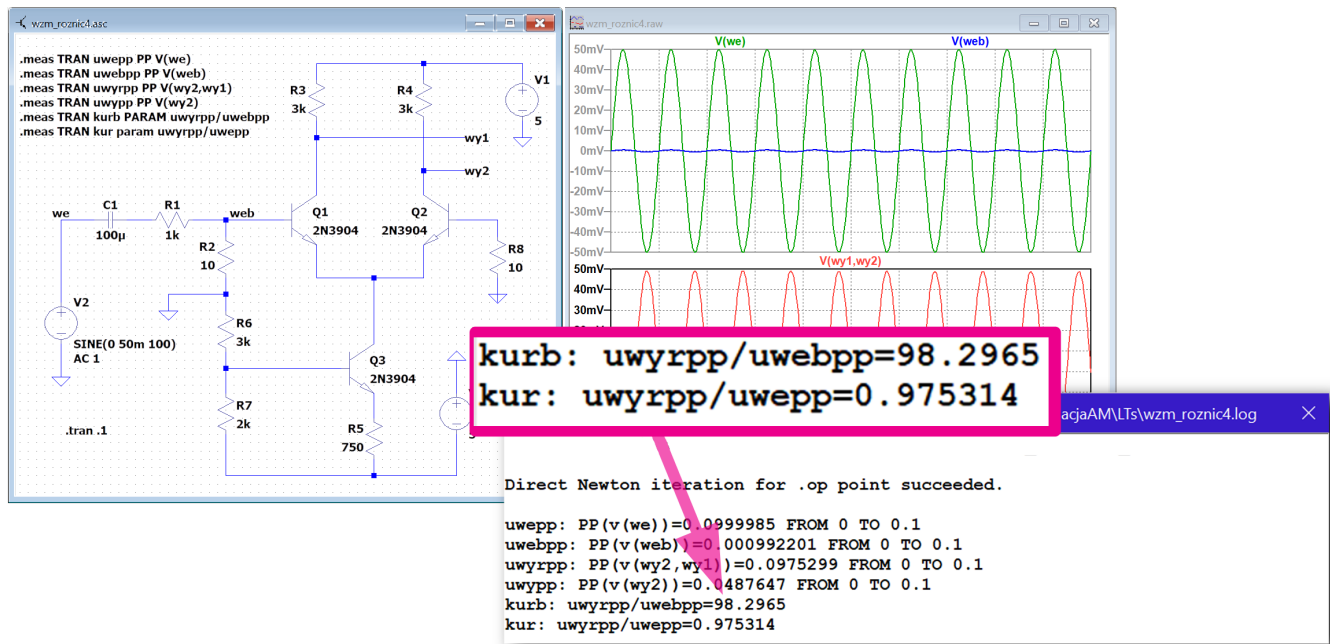 wzm_roznic4.asc
.meas TRAN uwepp PP V(we)
.meas TRAN uwebpp PP V(web)
.meas TRAN uwyrpp PP V(wy2,wy1)
.meas TRAN uwypp PP V(wy2)
.meas TRAN kurb PARAM uwyrpp/uwebpp
.meas TRAN kur param uwyrpp/uwepp
R3
3k
R4
3k
V1
5
wy1
wy2
we
C1
100µ
R1
1k
web
Q1
2N3904
Q2
2N3904
R2
10
R8
10
V2
SINE(0 50m 100)
AC 1
R6
3k
Q3
2N3904
R7
2k
R5
750
.tran .1
wzm_roznic4.raw
V(we)
V(web)
50mV
40mV
30mV
20mV
10mV
0mV
-10mV
-20mV
-30mV
-40mV
-50mV
V(wy1,wy2)
50mV
40mV
30mV
kurb: uwyrpp/uwebpp=98.2965
kur: uwyrpp/uwepp=0.975314
acjaAM\LTs\wzm_roznic4.log
Direct Newton iteration for .op point succeeded.
uwepp: PP(v(we))=0.0999985 FROM 0 TO 0.1
uwebpp: PP(v(web))=0.000992201 FROM 0 TO 0.1
uwyrpp: PP(v(wy2,wy1))=0.0975299 FROM 0 TO 0.1
uwypp: PP(v(wy2))=0.0487647 FROM 0 TO 0.1
kurb: uwyrpp/uwebpp=98.2965
kur: uwyrpp/uwepp=0.975314